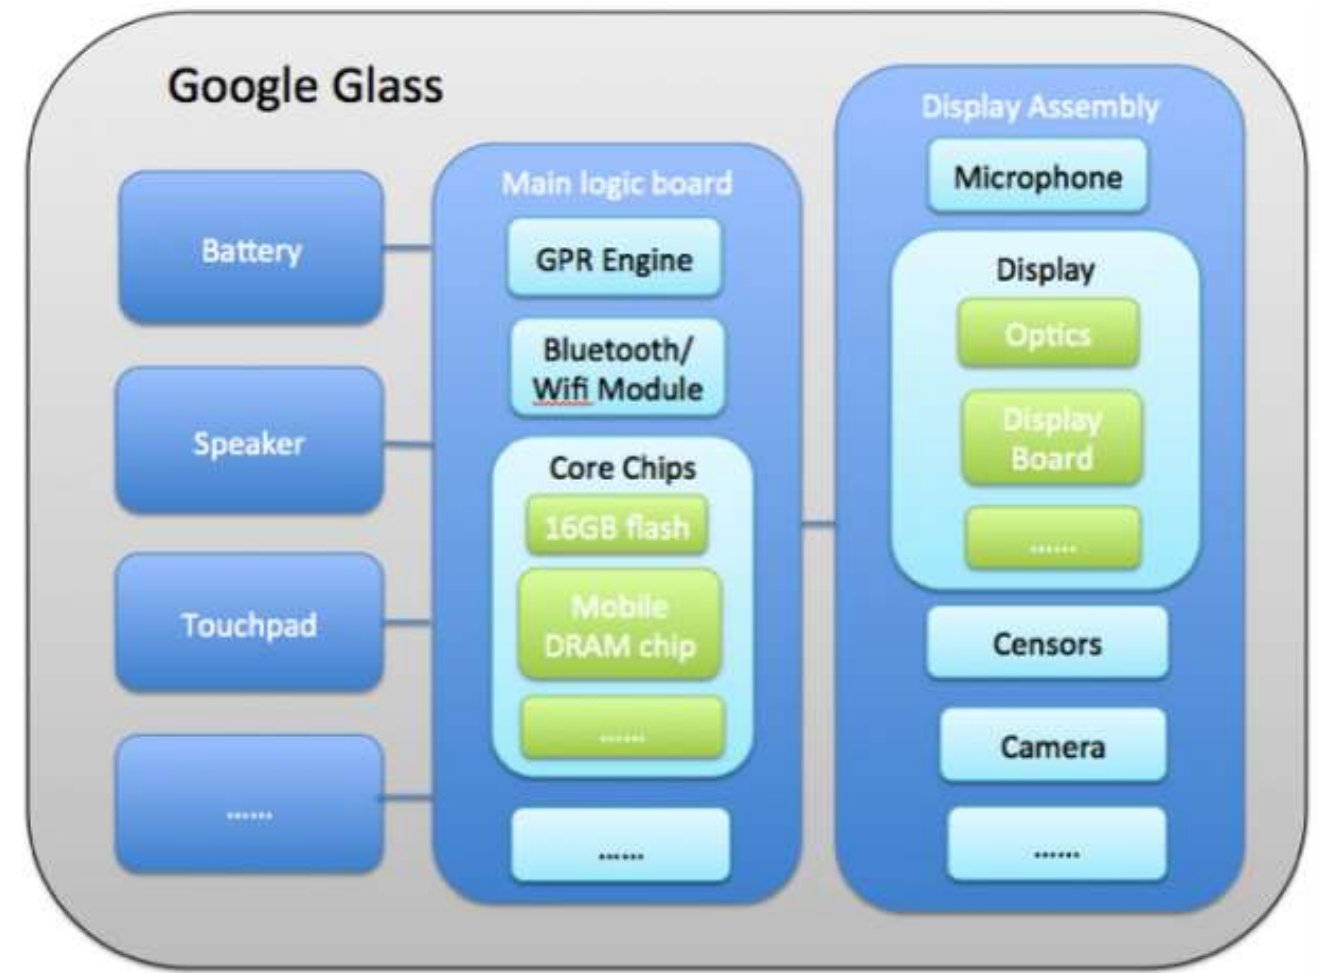 Google Glass
Battery
Speaker
Touchpad
......
Main logic board
GPR Engine
Bluetooth/
Wifi Module
Core Chips
16GB flash
Mobile
DRAM chip
......
......
Display Assembly
Microphone
Display
Optics
Display
Board
......
Censors
Camera
......